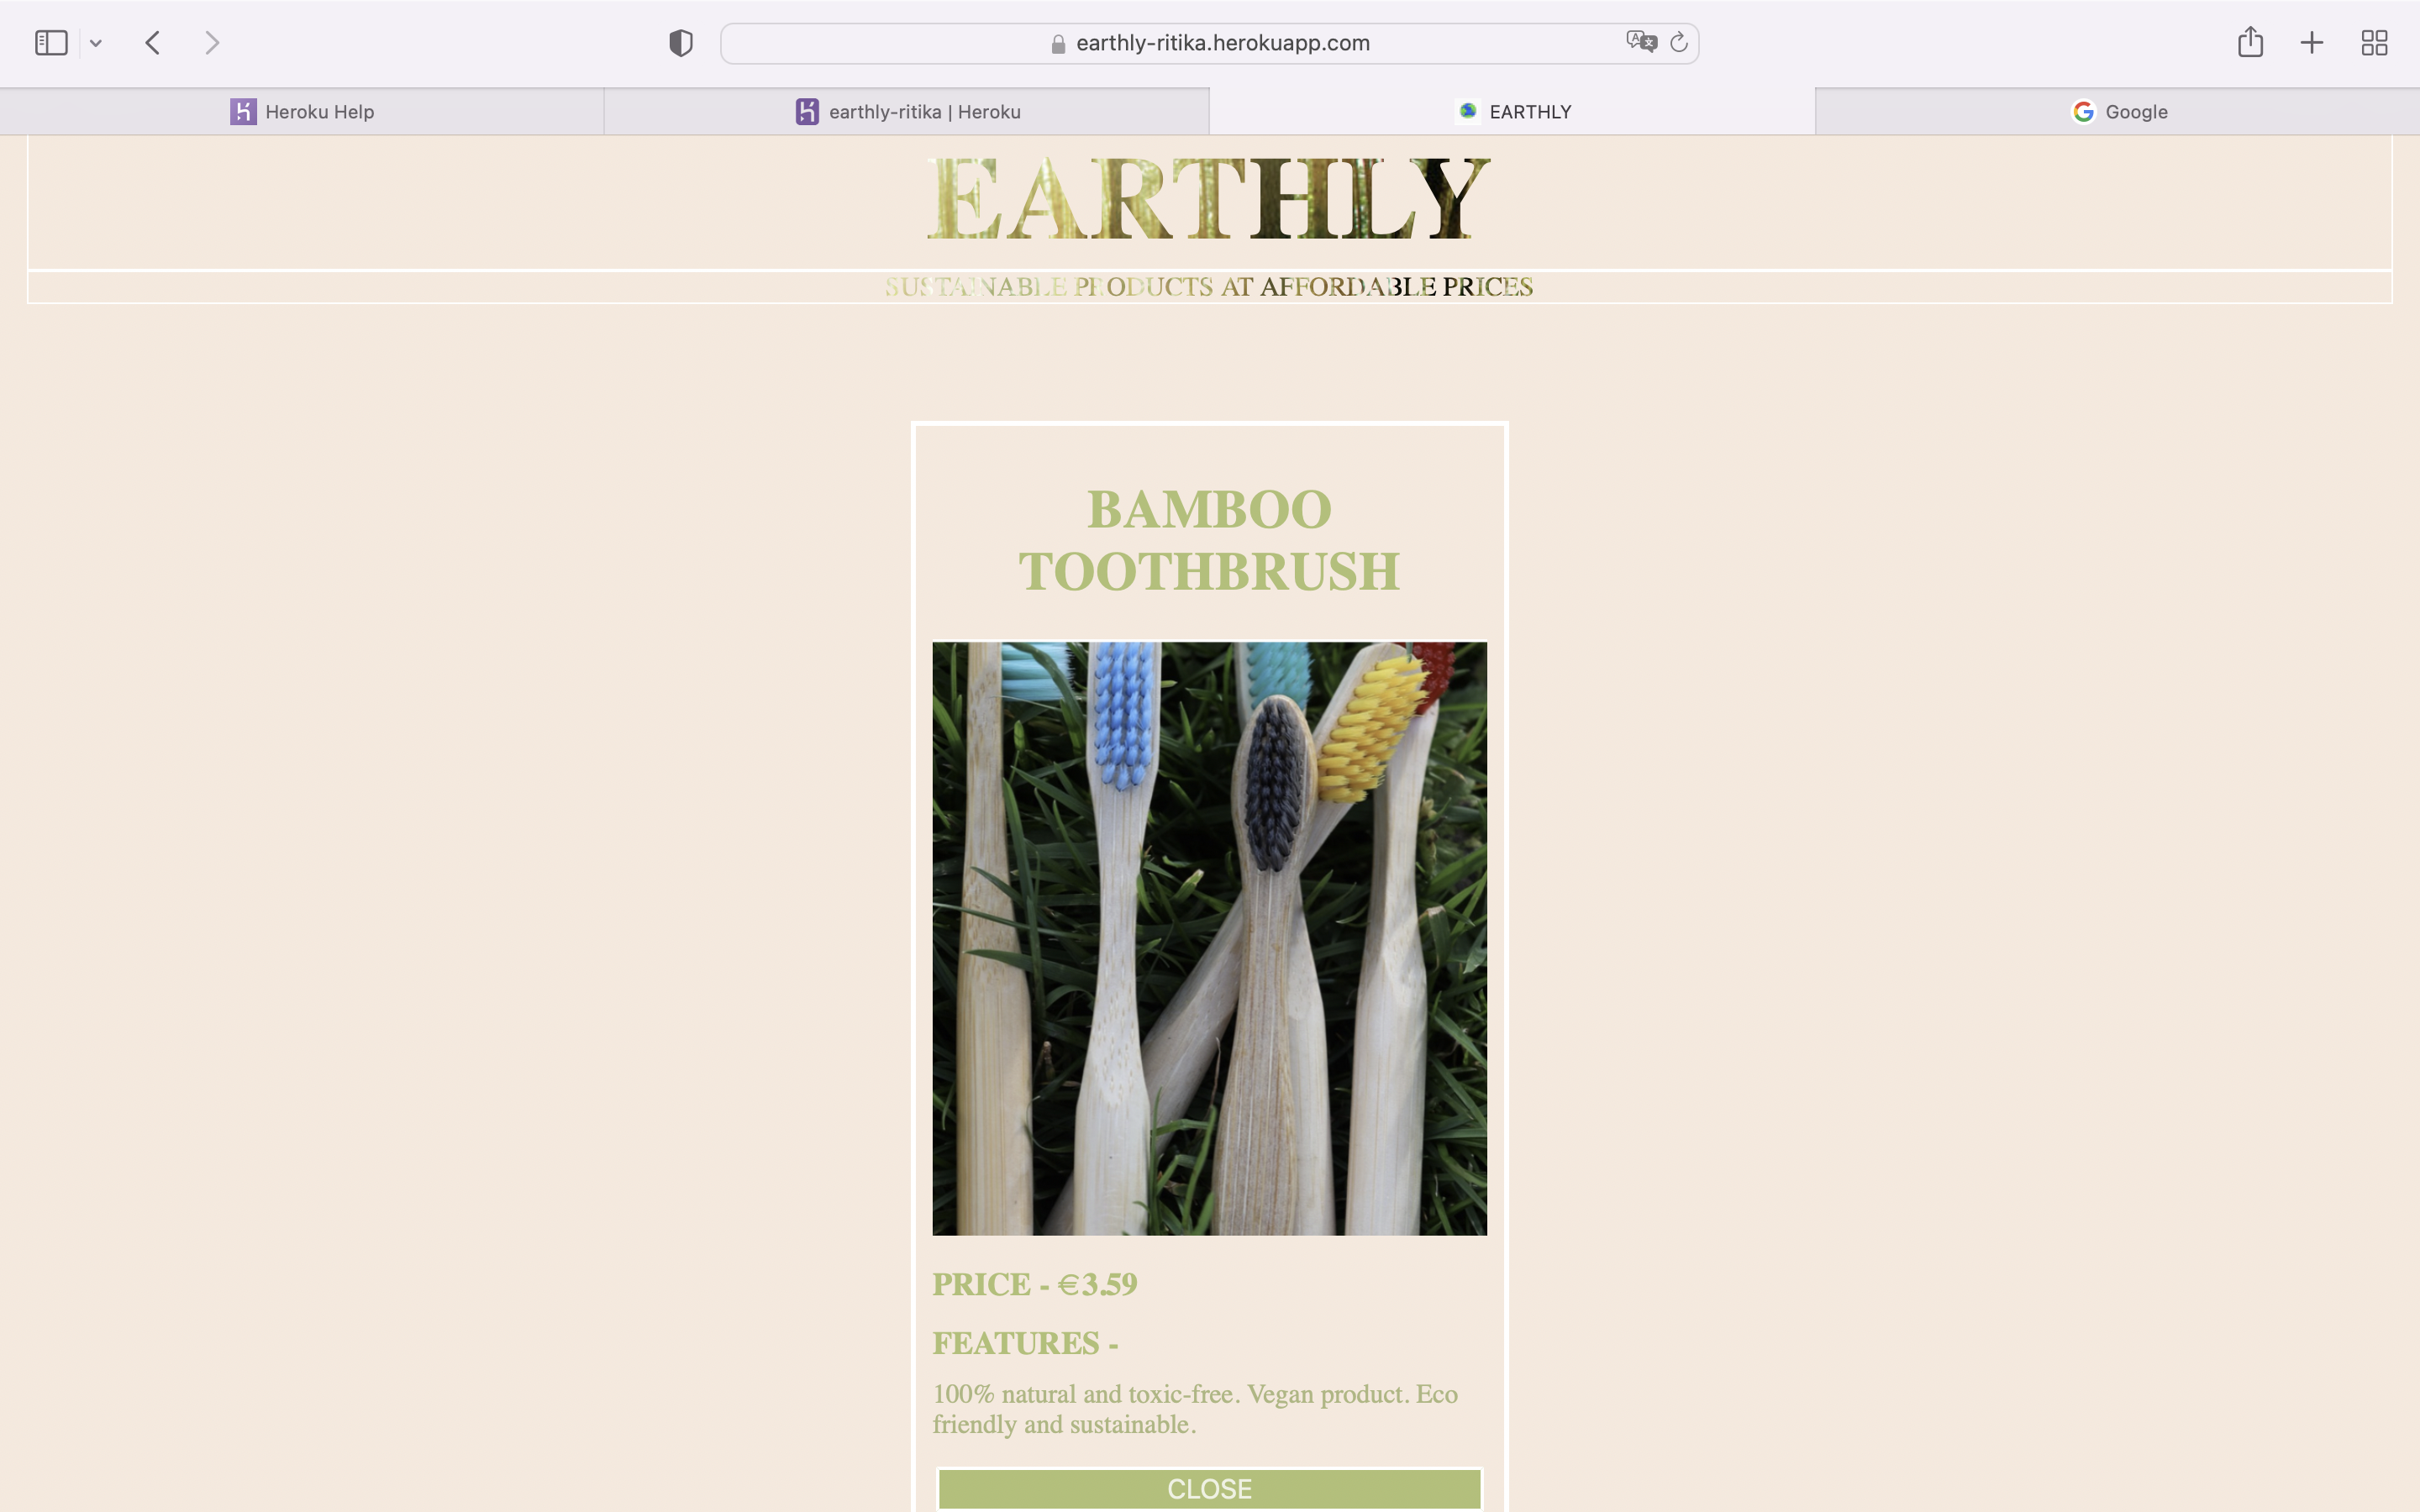 earthly-ritika.herokuapp.com
Heroku Help
earthly-ritika | Heroku
EARTHLY
Google
EARTHLY
SUSTAINABLE PRODUCTS AT AFFORDABLE PRICES
BAMBOO
TOOTHBRUSH
PRICE - €3.59
FEATURES -
100% natural and toxic-free. Vegan product. Eco
friendly and sustainable.
CLOSE